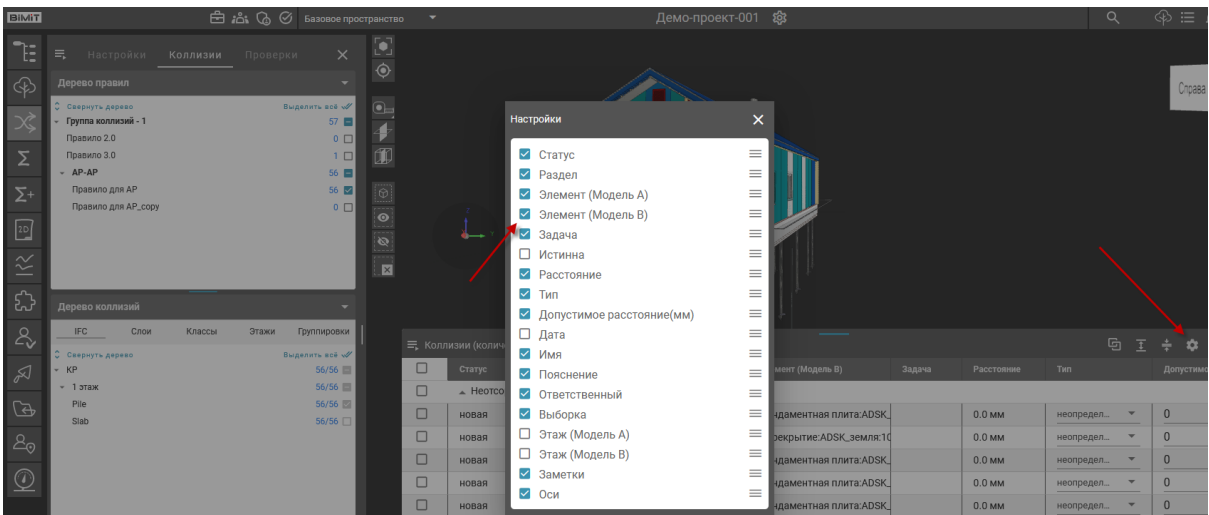 BIMiT
Базовое пространство
Демо-проект-001
Настройки
Коллизии
Проверки
Дерево правил
Свернуть дерево
Выделить всё
Группа коллизий - 1
57
Правило 2.0
0
Правило 3.0
1
АР-АР
56
Правило для АР
56
Правило для АР_copy
0
Дерево коллизий
IFC
Слои
Классы
Этажи
Группировки
Свернуть дерево
Выделить всё
КР
56/56
1 этаж
56/56
Pile
56/56
Slab
56/56
Z
Справа
Настройки
Статус
Раздел
Элемент (Модель A)
Элемент (Модель B)
Задача
Истинна
Расстояние
Тип
Допустимое расстояние(мм)
Дата
Имя
Пояснение
Ответственный
Выборка
Этаж (Модель A)
Этаж (Модель B)
Заметки
Оси
Коллизии (колич
Статус
мент (Модель B)
Задача
Расстояние
Тип
Допустимо
Неотсо
новая
ндаментная плита:ADSK_
0.0 мм
неопредел...
0
новая
рекрытие:ADSK_земля:10
0.0 мм
неопредел...
0
новая
ндаментная плита:ADSK_
0.0 мм
неопредел...
0
новая
ндаментная плита:ADSK_
0.0 мм
неопредел...
0
новая
ндаментная плита:ADSK_
0.0 мм
неопредел...
0